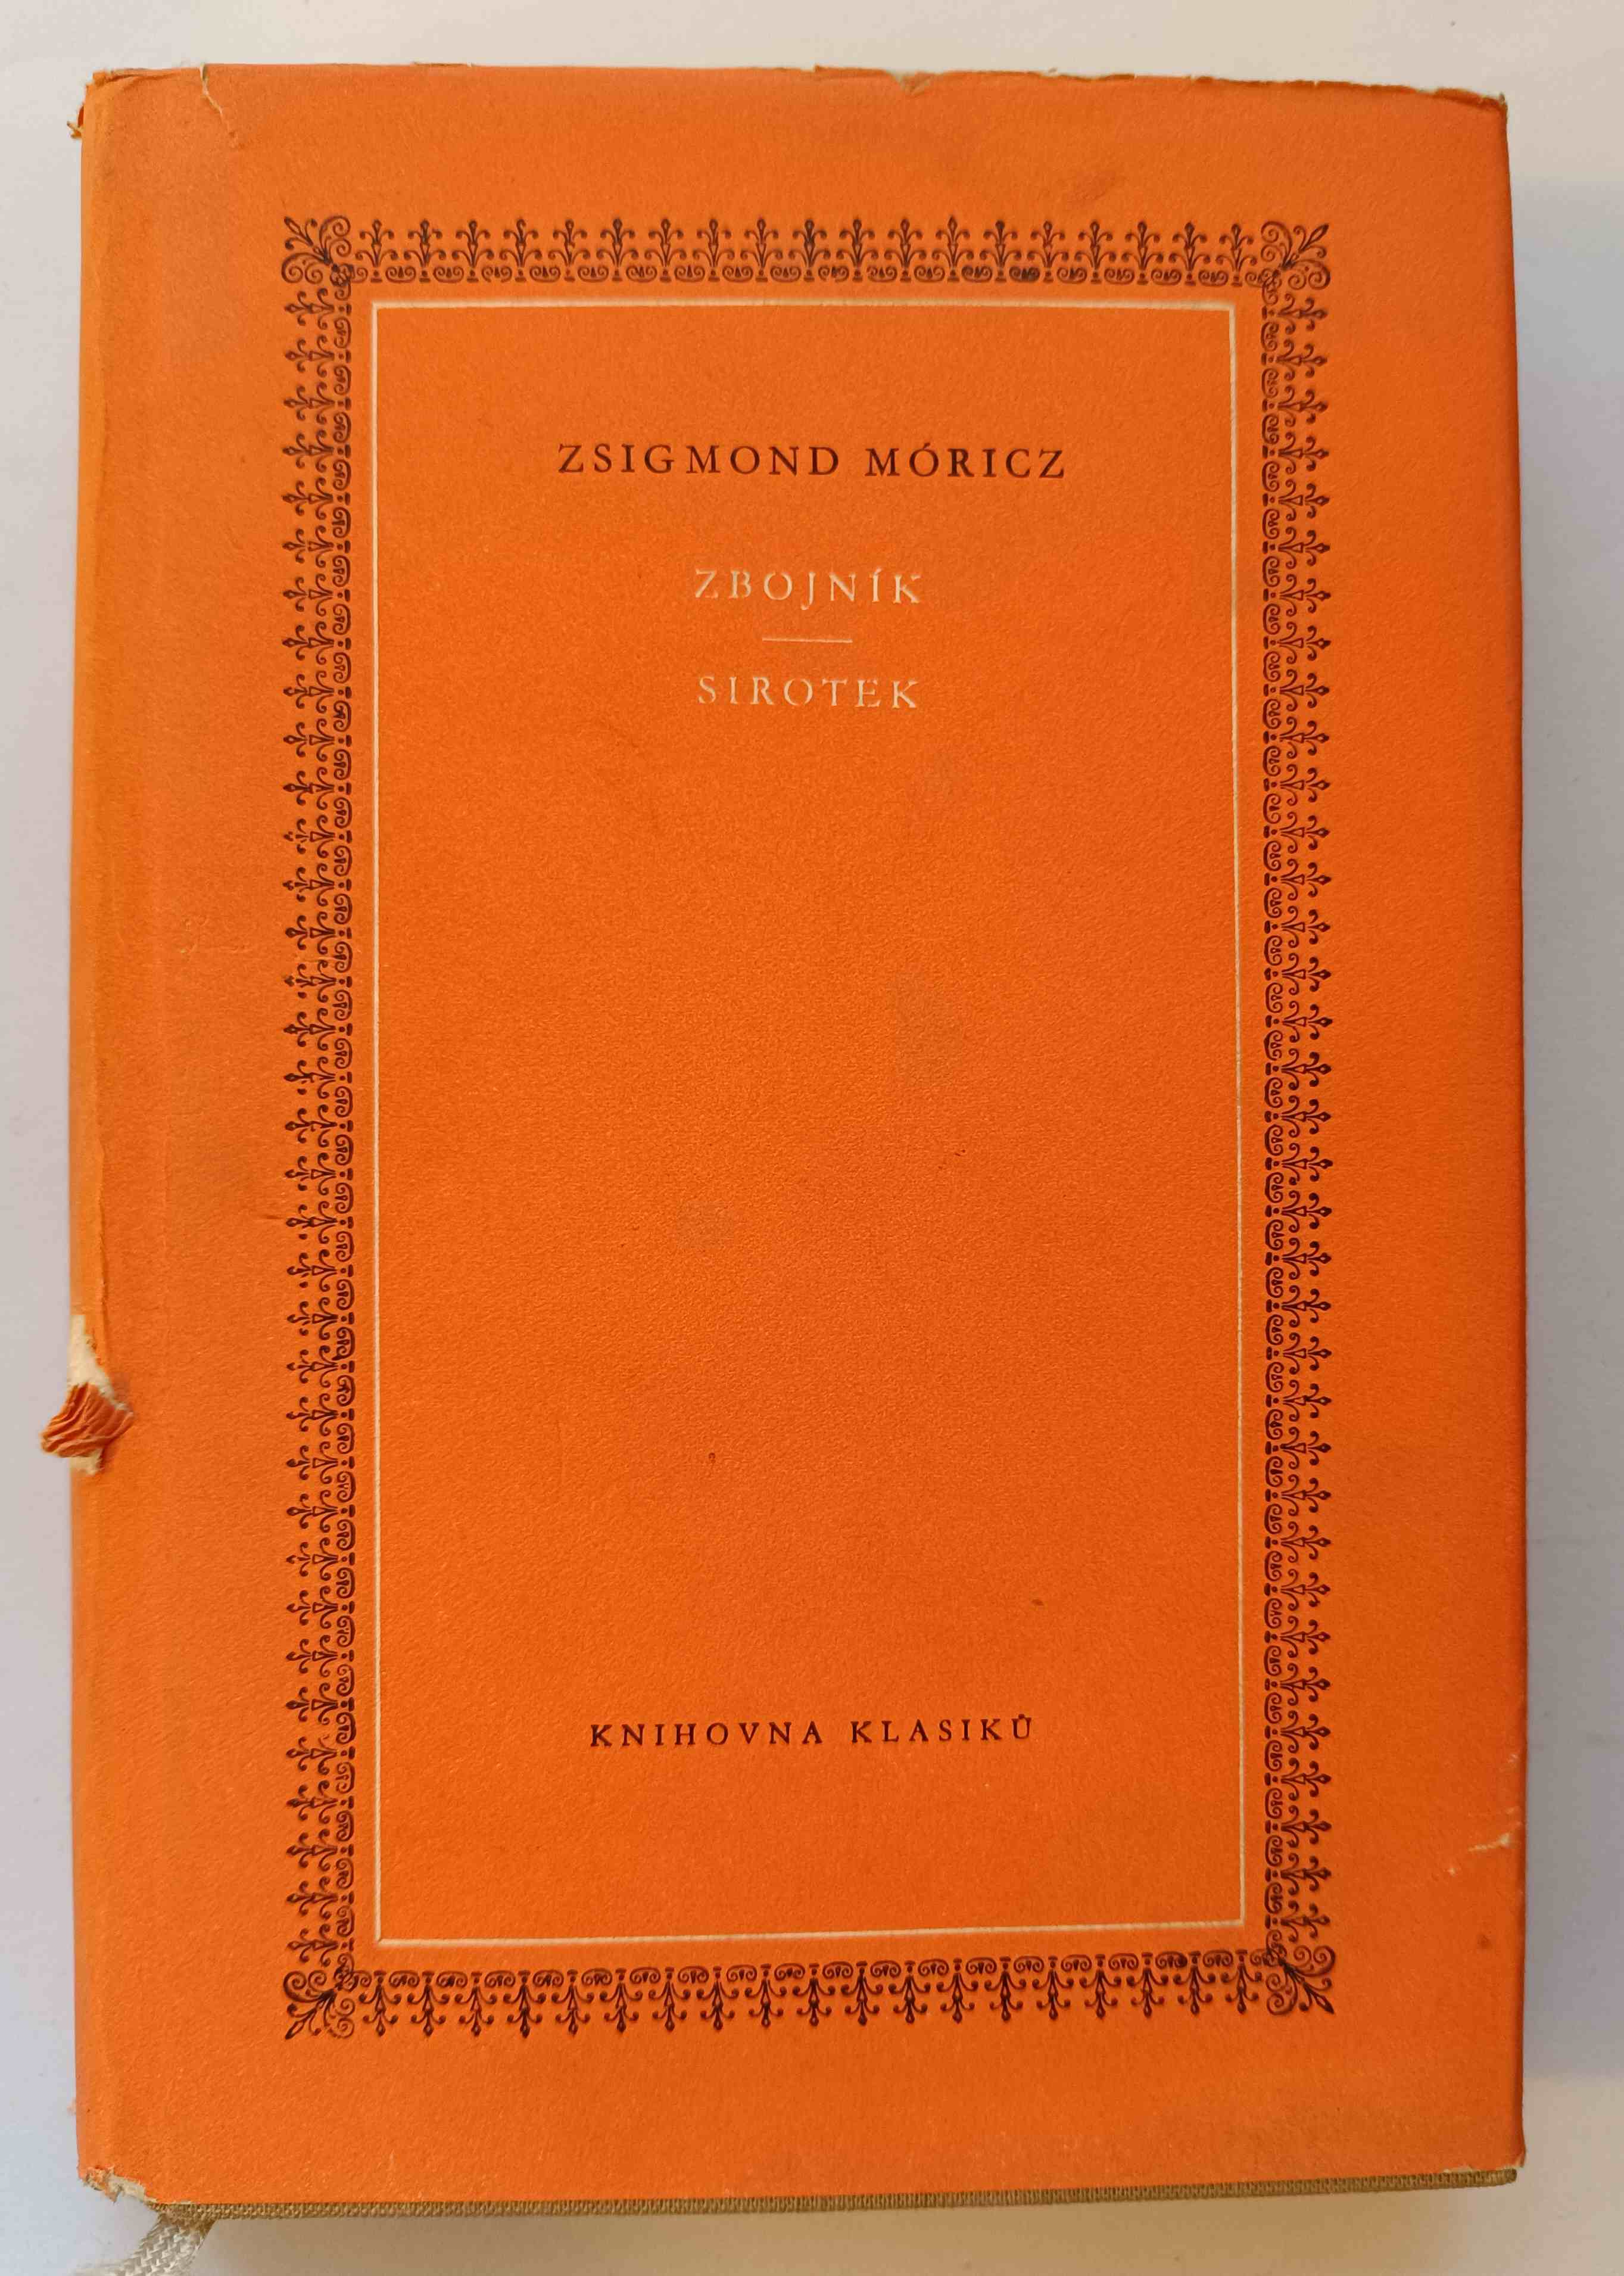 ZSIGMOND MÓRICZ
ZBOJNÍK
SIROTEK
KNIHOVNA KLASIKŮ